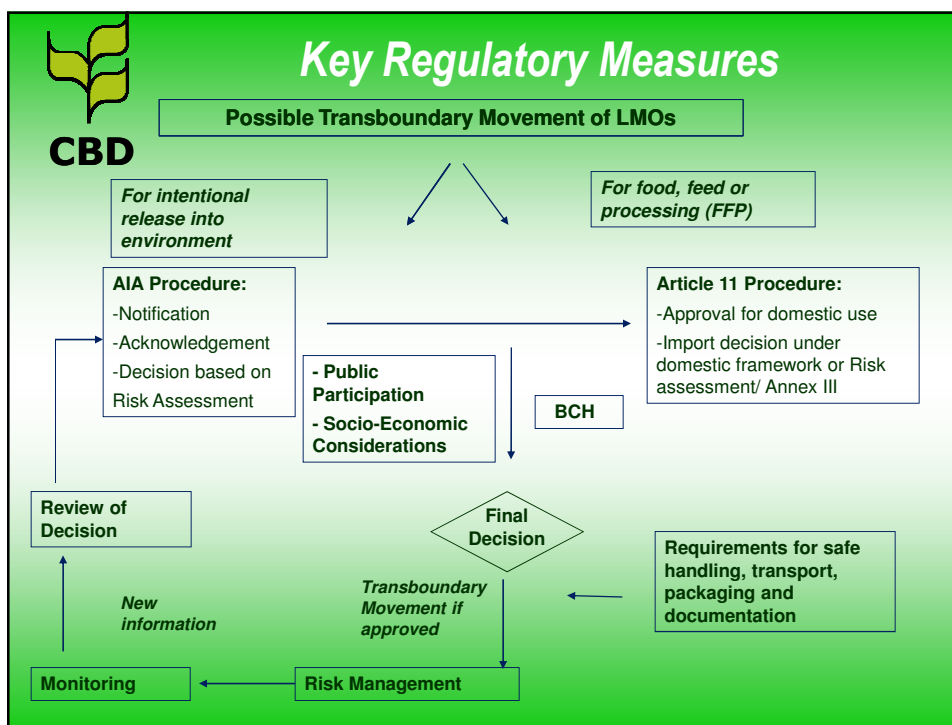 Key Regulatory Measures
CBD
Possible Transboundary Movement of LMOs
For intentional
release into
environment
For food, feed or
processing (FFP)
AIA Procedure:
-Notification
-Acknowledgement
-Decision based on
Risk Assessment
Article 11 Procedure:
-Approval for domestic use
-Import decision under
domestic framework or Risk
assessment/ Annex III
- Public
Participation
- Socio-Economic
Considerations
BCH
Review of
Decision
Final
Decision
Requirements for safe
handling, transport,
packaging and
documentation
New
information
Transboundary
Movement if
approved
Monitoring
Risk Management